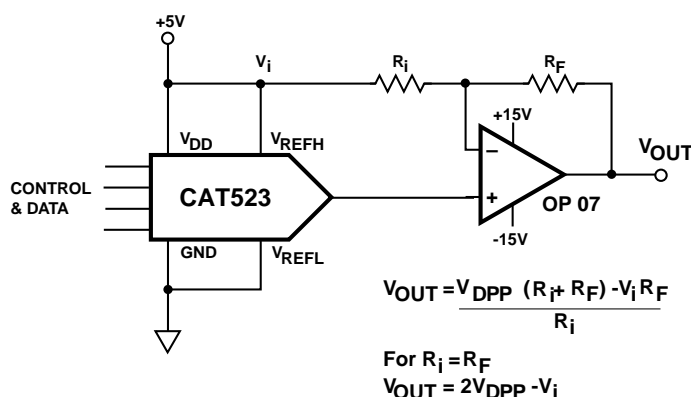 +5V
Vi
Ri
RF
+15V
VDD
VREFH
–
VOUT
CONTROL
& DATA
CAT523
+
OP 07
-15V
GND
VREFL
VOUT = VDPP (Ri+ RF) -Vi RF
Ri
For Ri = RF
VOUT = 2VDPP -Vi